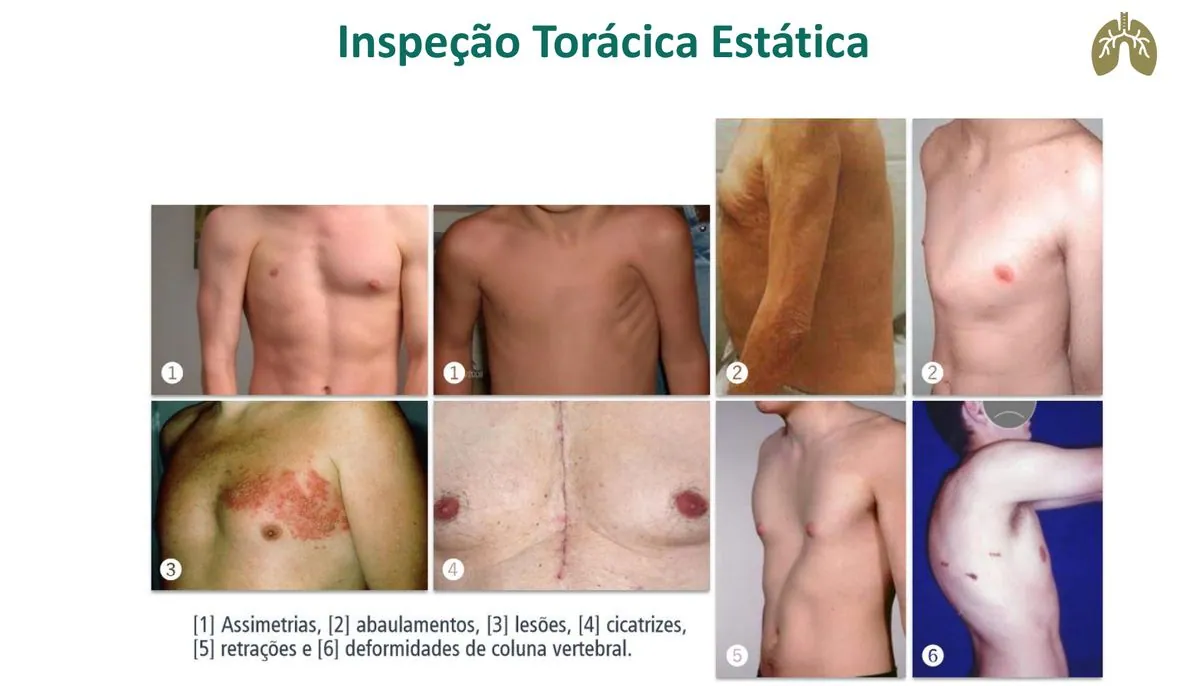 Inspeção Torácica Estática
1
1
2
2
3
4
5
6
[1] Assimetrias, [2] abaulamentos, [3] lesões, [4] cicatrizes,
[5] retrações e [6] deformidades de coluna vertebral.